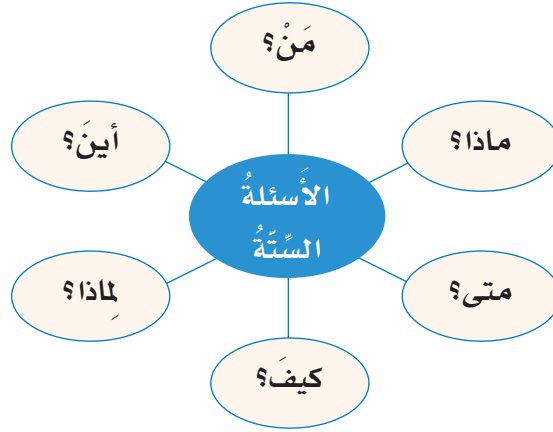 مَنْ؟
ماذا؟
أينَ؟
الأَسئلةُ
السِّتّةُ
متى؟
لِماذا؟
كيفَ؟